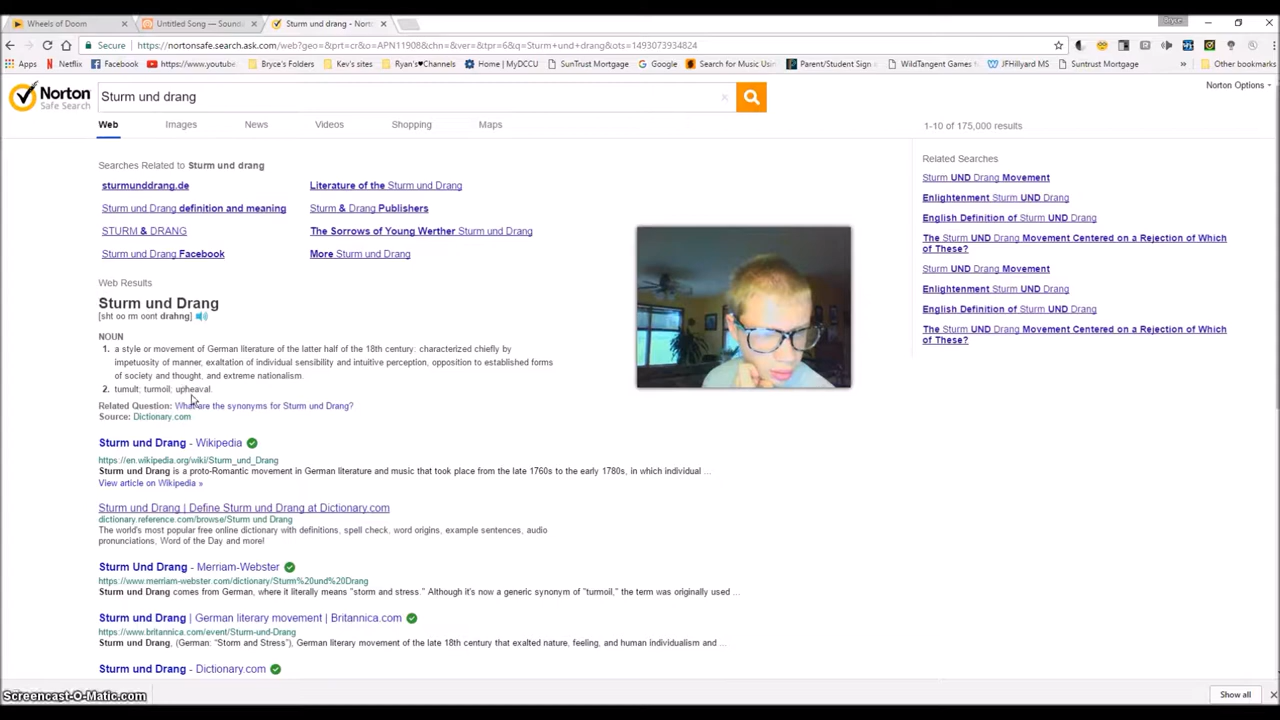 Wheels of Doom
Untitled Song — Sound
Sturm und drang - Nort
Bryce
Secure
https://nortonsafe.search.ask.com/web?geo=&prt=cr&o=APN11908&chn=&ver=&tpr=6&q=Sturm+und+drang&ots=1493073934824
Apps Netflix Facebook https://www.youtube. Bryce's Folders Kev's sites Ryan's♥Channels Home | MyDCCU SunTrust Mortgage Google Search for Music Using Parent/Student Sign WildTangent Games JFHillyard MS Suntrust Mortgage » Other bookmarks
Norton
Safe Search
Sturm und drang
Norton Options
Web Images News Videos Shopping Maps
1-10 of 175,000 results
Searches Related to Sturm und drang
sturmunddrang.de
Literature of the Sturm und Drang
Sturm und Drang definition and meaning
Sturm & Drang Publishers
STURM & DRANG
The Sorrows of Young Werther Sturm und Drang
Sturm und Drang Facebook
More Sturm und Drang
Related Searches
Sturm UND Drang Movement
Enlightenment Sturm UND Drang
English Definition of Sturm UND Drang
The Sturm UND Drang Movement Centered on a Rejection of Which
of These?
Sturm UND Drang Movement
Enlightenment Sturm UND Drang
English Definition of Sturm UND Drang
The Sturm UND Drang Movement Centered on a Rejection of Which
of These?
Web Results
Sturm und Drang
[sht oo rm oont drahng]
NOUN
1. a style or movement of German literature of the latter half of the 18th century: characterized chiefly by
impetuosity of manner, exaltation of individual sensibility and intuitive perception, opposition to established forms
of society and thought, and extreme nationalism.
2. tumult; turmoil; upheaval.
Related Question: What are the synonyms for Sturm und Drang?
Source: Dictionary.com
Sturm und Drang - Wikipedia
https://en.wikipedia.org/wiki/Sturm_und_Drang
Sturm und Drang is a proto-Romantic movement in German literature and music that took place from the late 1760s to the early 1780s, in which individual ...
View article on Wikipedia »
Sturm und Drang | Define Sturm und Drang at Dictionary.com
dictionary.reference.com/browse/Sturm und Drang
The world's most popular free online dictionary with definitions, spell check, word origins, example sentences, audio
pronunciations, Word of the Day and more!
Sturm Und Drang - Merriam-Webster
https://www.merriam-webster.com/dictionary/Sturm%20und%20Drang
Sturm und Drang comes from German, where it literally means "storm and stress." Although it's now a generic synonym of "turmoil," the term was originally used ...
Sturm und Drang | German literary movement | Britannica.com
https://www.britannica.com/event/Sturm-und-Drang
Sturm und Drang, (German: "Storm and Stress"), German literary movement of the late 18th century that exalted nature, feeling, and human individualism and ...
Sturm und Drang - Dictionary.com
Screencast-O-Matic.com
Show all